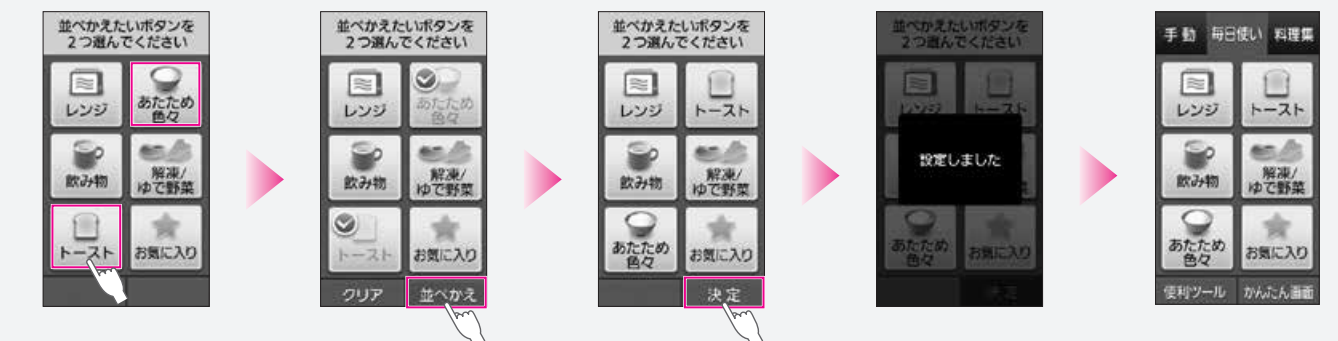 並べかえたいボタンを
2つ選んでください
レンジ
あたため
色々
飲み物
解凍/
ゆで野菜
トースト
お気に入り
並べかえたいボタンを
2つ選んでください
レンジ
あたため
色々
飲み物
解凍/
ゆで野菜
トースト
お気に入り
クリア
並べかえ
並べかえたいボタンを
2つ選んでください
レンジ
トースト
飲み物
解凍/
ゆで野菜
あたため
色々
お気に入り
決定
並べかえたいボタンを
2つ選んでください
レンジ
トースト
設定しました
あたため
色々
お気に入り
決定
手動 毎日使い 料理集
レンジ
トースト
飲み物
解凍/
ゆで野菜
あたため
色々
お気に入り
便利ツール
かんたん画面